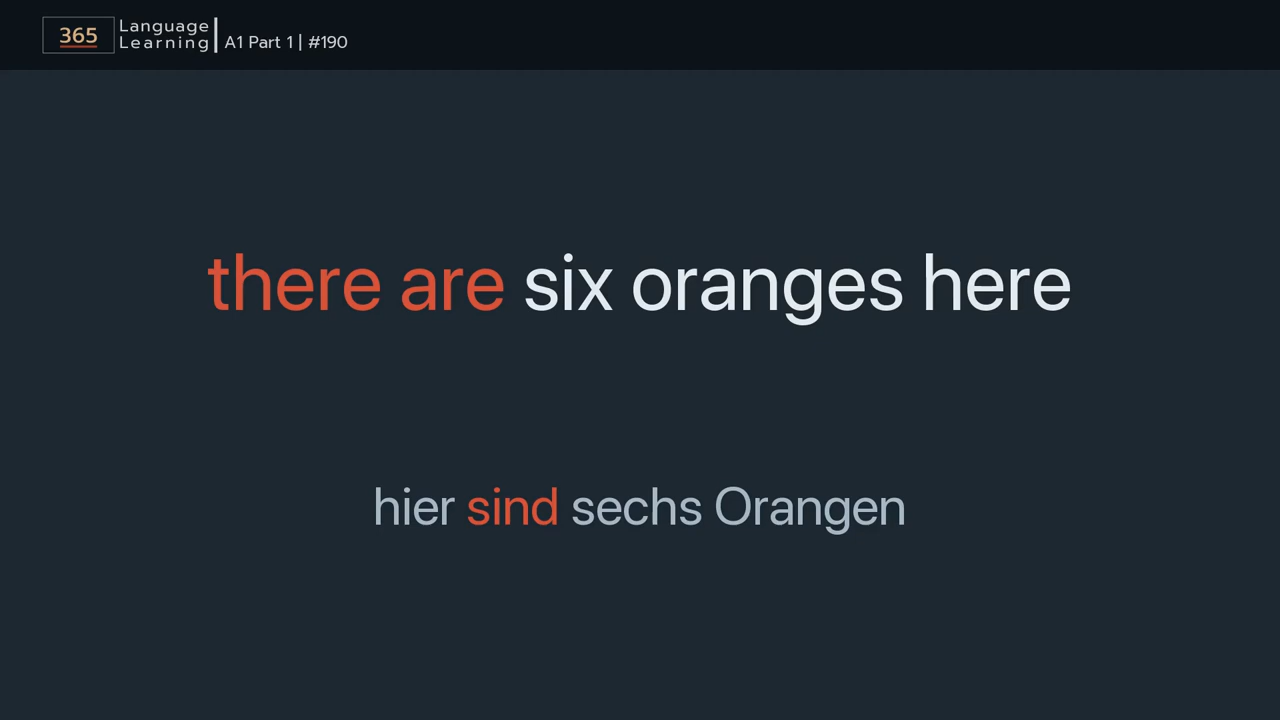 365
Language
Learning
A1 Part 1 | #190
there are six oranges here
hier sind sechs Orangen